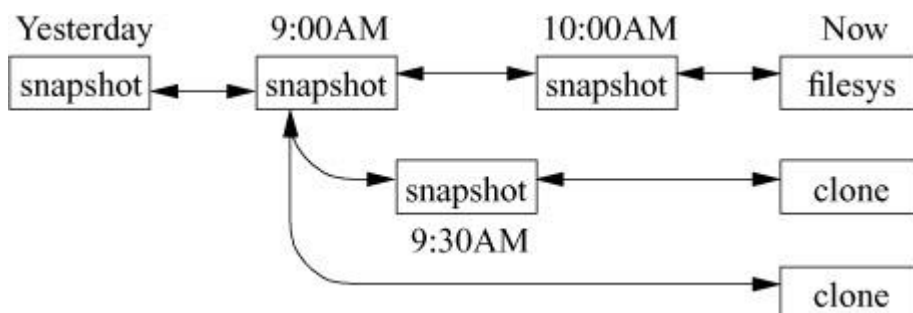 Yesterday 9:00AM 10:00AM Now
snapshot snapshot snapshot filesys
snapshot clone
9:30AM
clone